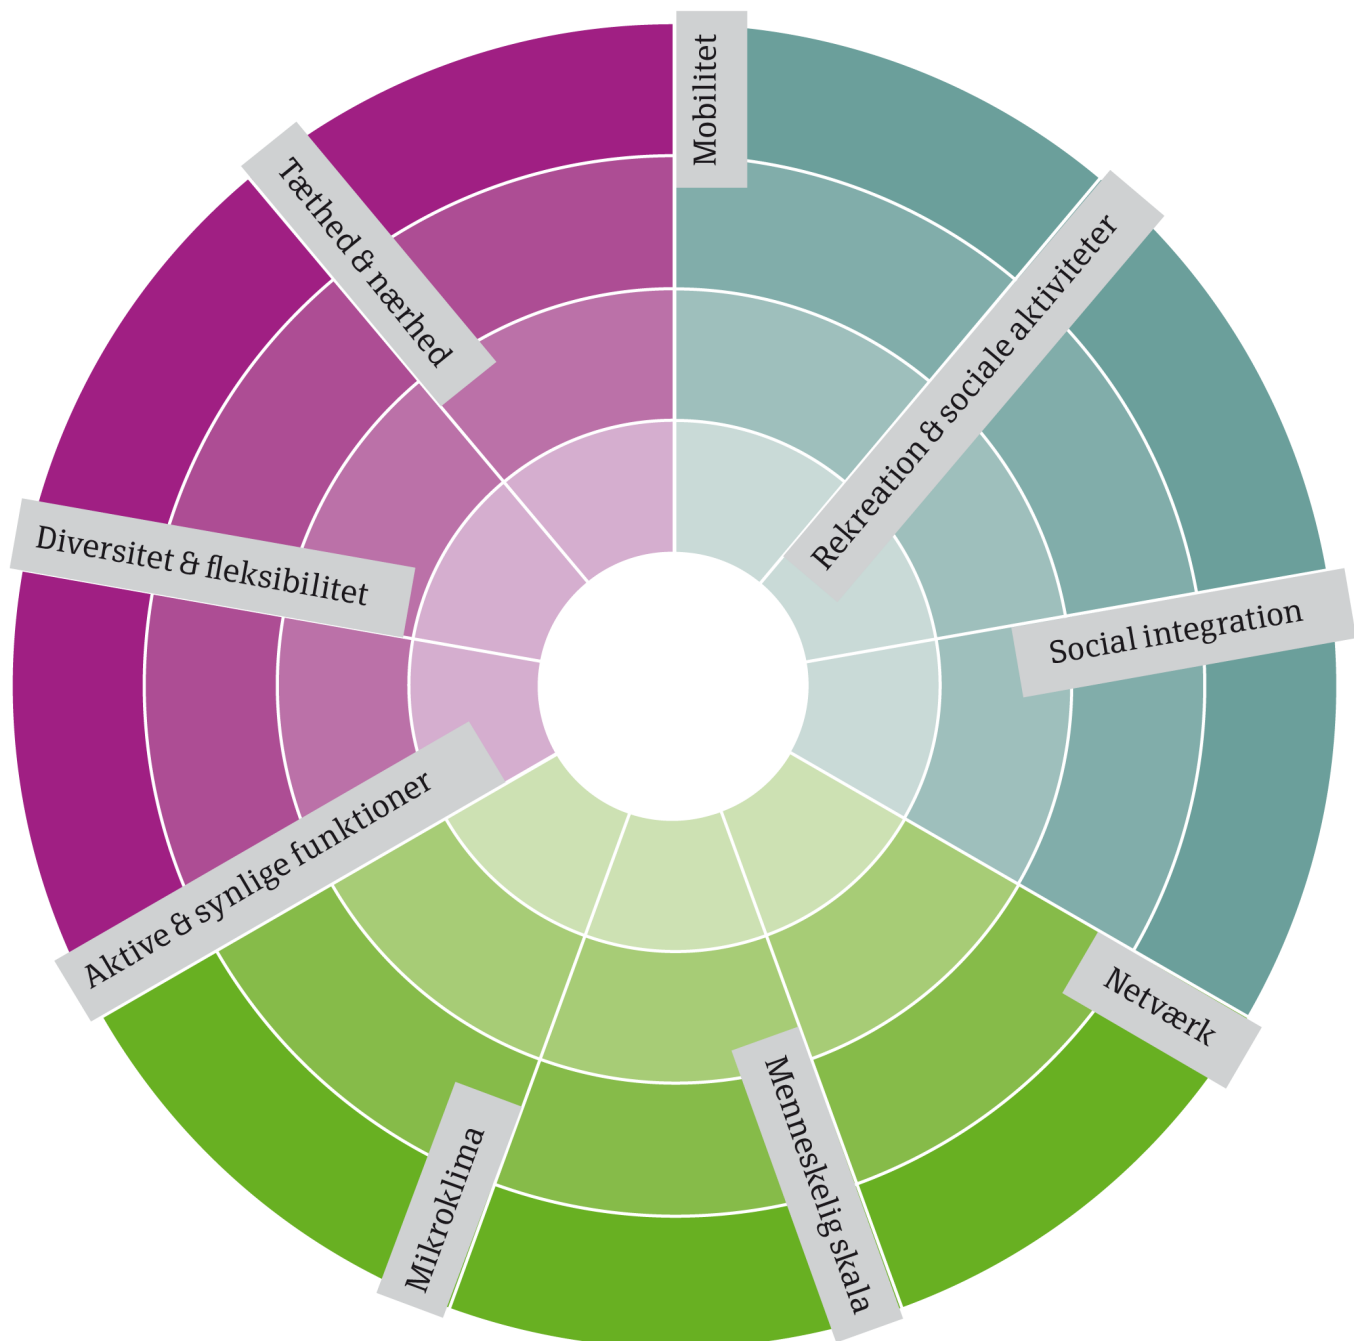 Mobilitet
Rekreation & sociale aktiviteter
Social integration
Netværk
Menneskelig skala
Mikroklima
Aktive & synlige funktioner
Diversitet & fleksibilitet
Tæthed & nærhed